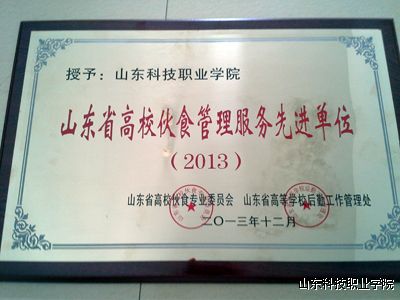 授予：山东科技职业学院
山东省高校伙食管理服务先进单位
（2013）
山东省高校伙食专业委员会 山东省高等学校后勤工作管理处
二〇一三年十二月
山东科技职业学院